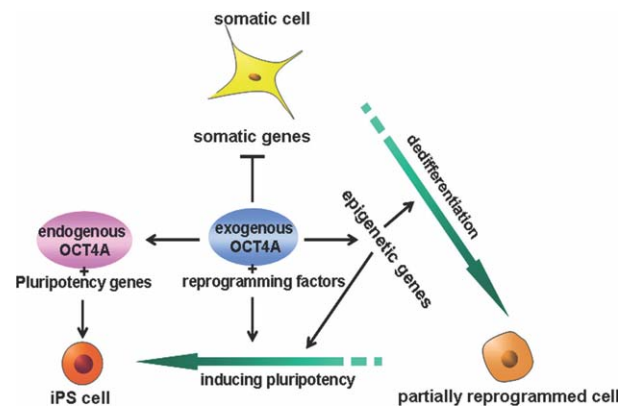 somatic cell
somatic genes
dedifferentiation
endogenous
OCT4A
+
Pluripotency genes
exogenous
OCT4A
+
reprogramming factors
epigenetic genes
inducing pluripotency
iPS cell
partially reprogrammed cell